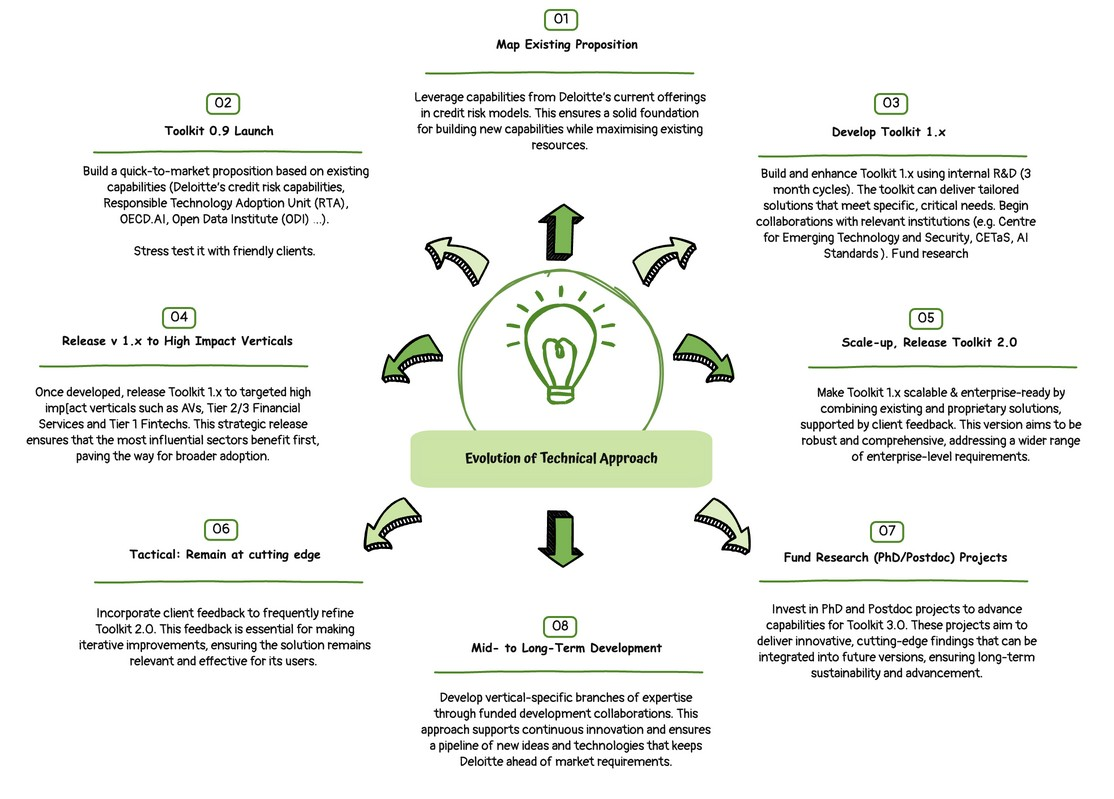 01
Map Existing Proposition
Leverage capabilities from Deloitte's current offerings
in credit risk models. This ensures a solid foundation
for building new capabilities while maximising existing
resources.
02
Toolkit 0.9 Launch
Build a quick-to-market proposition based on existing
capabilities (Deloitte's credit risk capabilities,
Responsible Technology Adoption Unit (RTA),
OECD.AI, Open Data Institute (ODI) ...).
Stress test it with friendly clients.
03
Develop Toolkit 1.x
Build and enhance Toolkit 1.x using internal R&D (3
month cycles). The toolkit can deliver tailored
solutions that meet specific, critical needs. Begin
collaborations with relevant institutions (e.g. Centre
for Emerging Technology and Security, CETaS, AI
Standards ). Fund research
04
Release v 1.x to High Impact Verticals
Once developed, release Toolkit 1.x to targeted high
imp[act verticals such as AVs, Tier 2/3 Financial
Services and Tier 1 Fintechs. This strategic release
ensures that the most influential sectors benefit first,
paving the way for broader adoption.
05
Scale-up, Release Toolkit 2.0
Make Toolkit 1.x scalable & enterprise-ready by
combining existing and proprietary solutions,
supported by client feedback. This version aims to be
robust and comprehensive, addressing a wider range
of enterprise-level requirements.
Evolution of Technical Approach
06
Tactical: Remain at cutting edge
Incorporate client feedback to frequently refine
Toolkit 2.0. This feedback is essential for making
iterative improvements, ensuring the solution remains
relevant and effective for its users.
07
Fund Research (PhD/Postdoc) Projects
Invest in PhD and Postdoc projects to advance
capabilities for Toolkit 3.0. These projects aim to
deliver innovative, cutting-edge findings that can be
integrated into future versions, ensuring long-term
sustainability and advancement.
08
Mid- to Long-Term Development
Develop vertical-specific branches of expertise
through funded development collaborations. This
approach supports continuous innovation and ensures
a pipeline of new ideas and technologies that keeps
Deloitte ahead of market requirements.